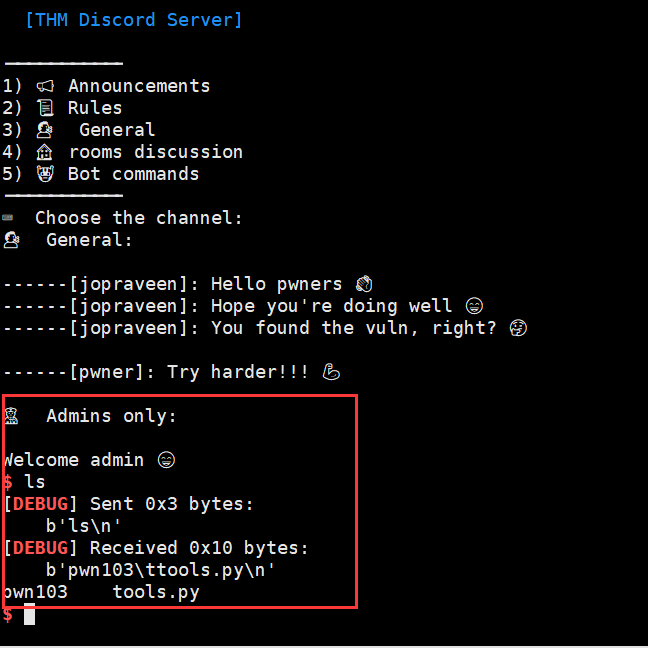 [THM Discord Server]
1) 📢 Announcements
2) 📜 Rules
3) 🗣 General
4) 🏠 rooms discussion
5) 🤖 Bot commands
⌨ Choose the channel:
🗣 General:
------[jopraveen]: Hello pwners 👋
------[jopraveen]: Hope you're doing well 😄
------[jopraveen]: You found the vuln, right? 🤔
------[pwner]: Try harder!!! 💪
👮 Admins only:
Welcome admin 😄
$ ls
[DEBUG] Sent 0x3 bytes:
b'ls\n'
[DEBUG] Received 0x10 bytes:
b'pwn103\ttools.py\n'
pwn103 tools.py
$